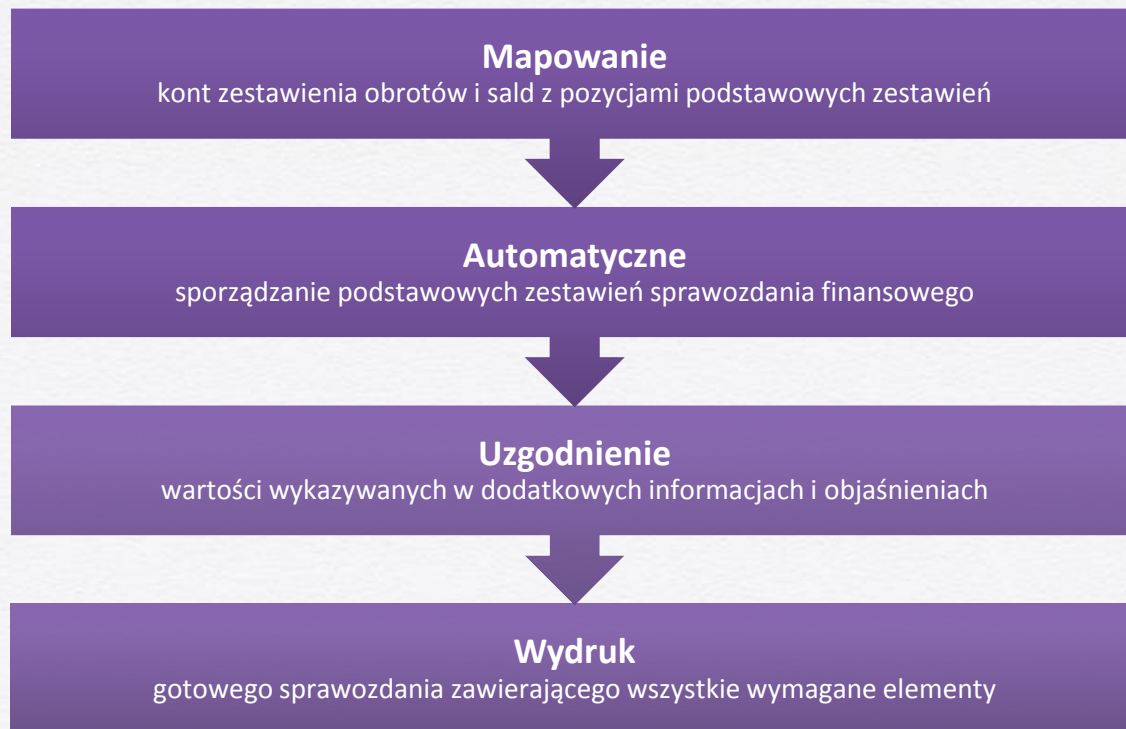 Mapowanie
kont zestawienia obrotów i sald z pozycjami podstawowych zestawień
Automatyczne
sporządzanie podstawowych zestawień sprawozdania finansowego
Uzgodnienie
wartości wykazywanych w dodatkowych informacjach i objaśnieniach
Wydruk
gotowego sprawozdania zawierającego wszystkie wymagane elementy